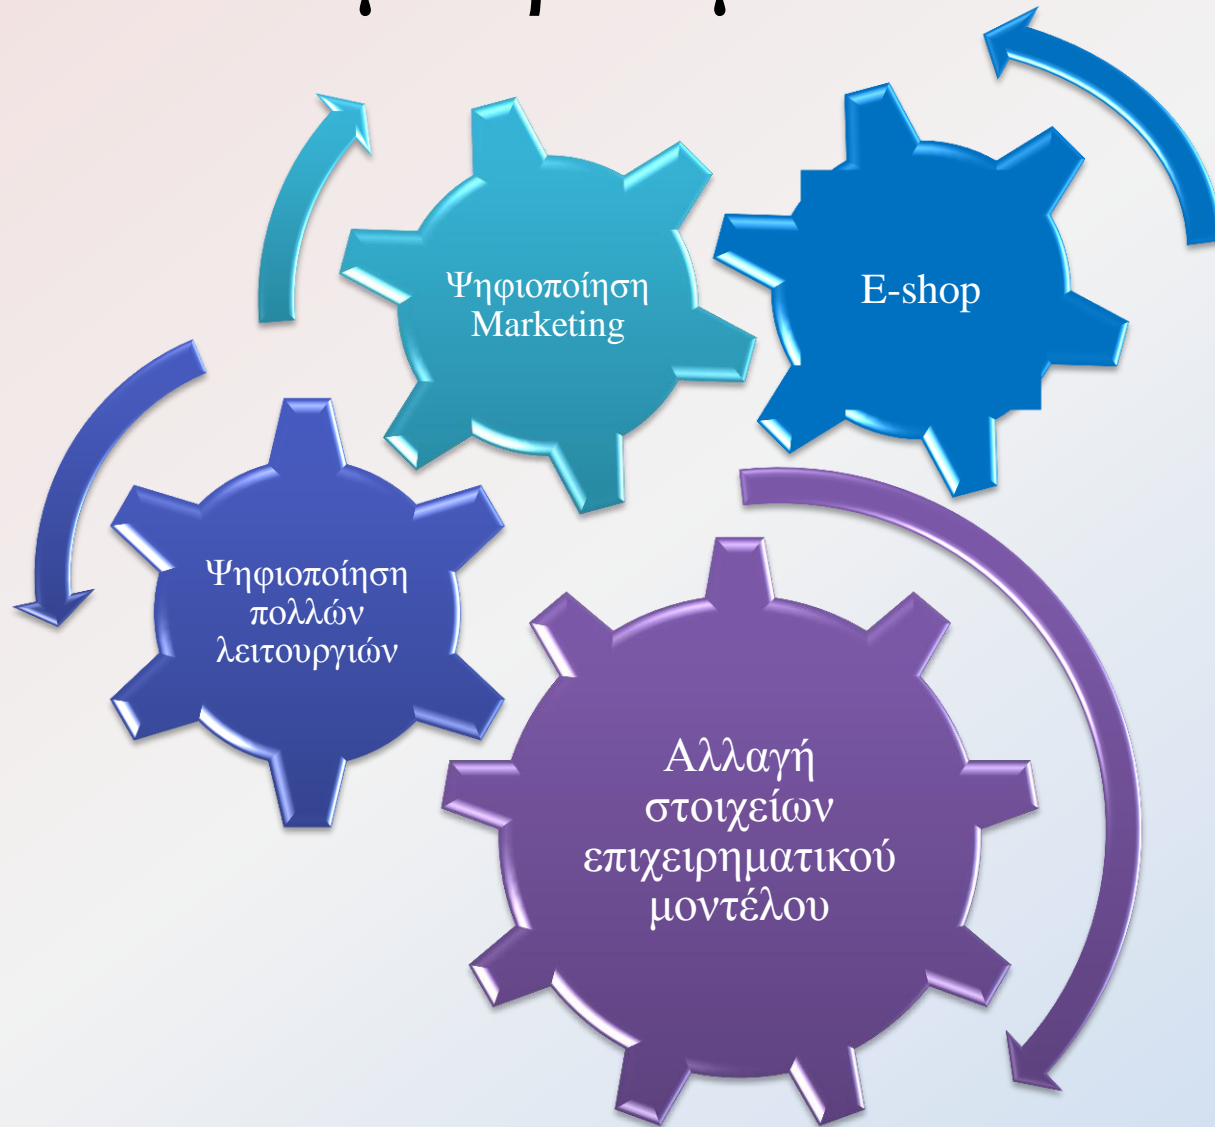 Ψηφιοποίηση
Marketing
E-shop
Ψηφιοποίηση
πολλών
λειτουργιών
Αλλαγή
στοιχείων
επιχειρηματικού
μοντέλου